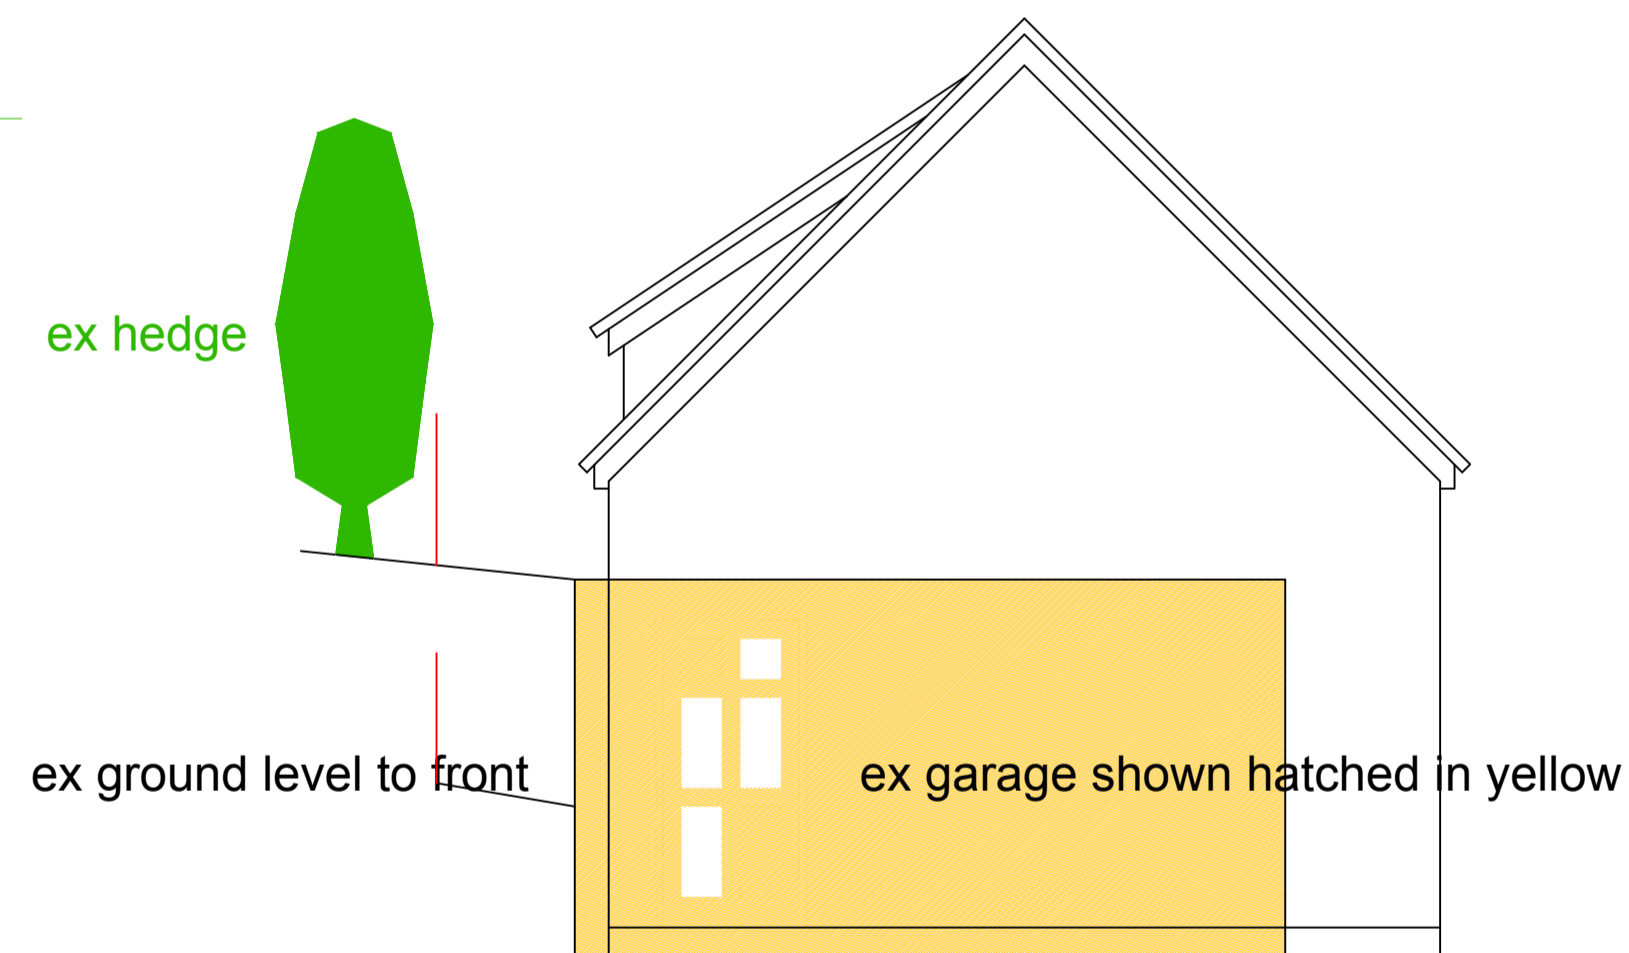 ex hedge
ex ground level to front
ex garage shown hatched in yellow